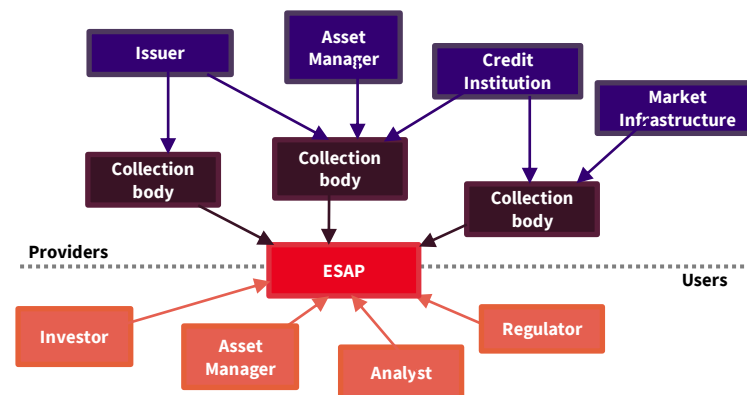 Issuer
Asset
Manager
Credit
Institution
Market
Infrastructure
Collection
body
Collection
body
Collection
body
Providers
ESAP
Users
Investor
Asset
Manager
Analyst
Regulator